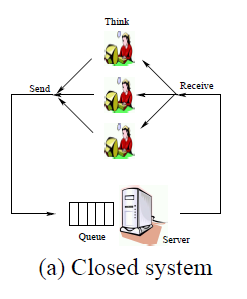 Think
Send
Receive
Queue
Server
(a) Closed system